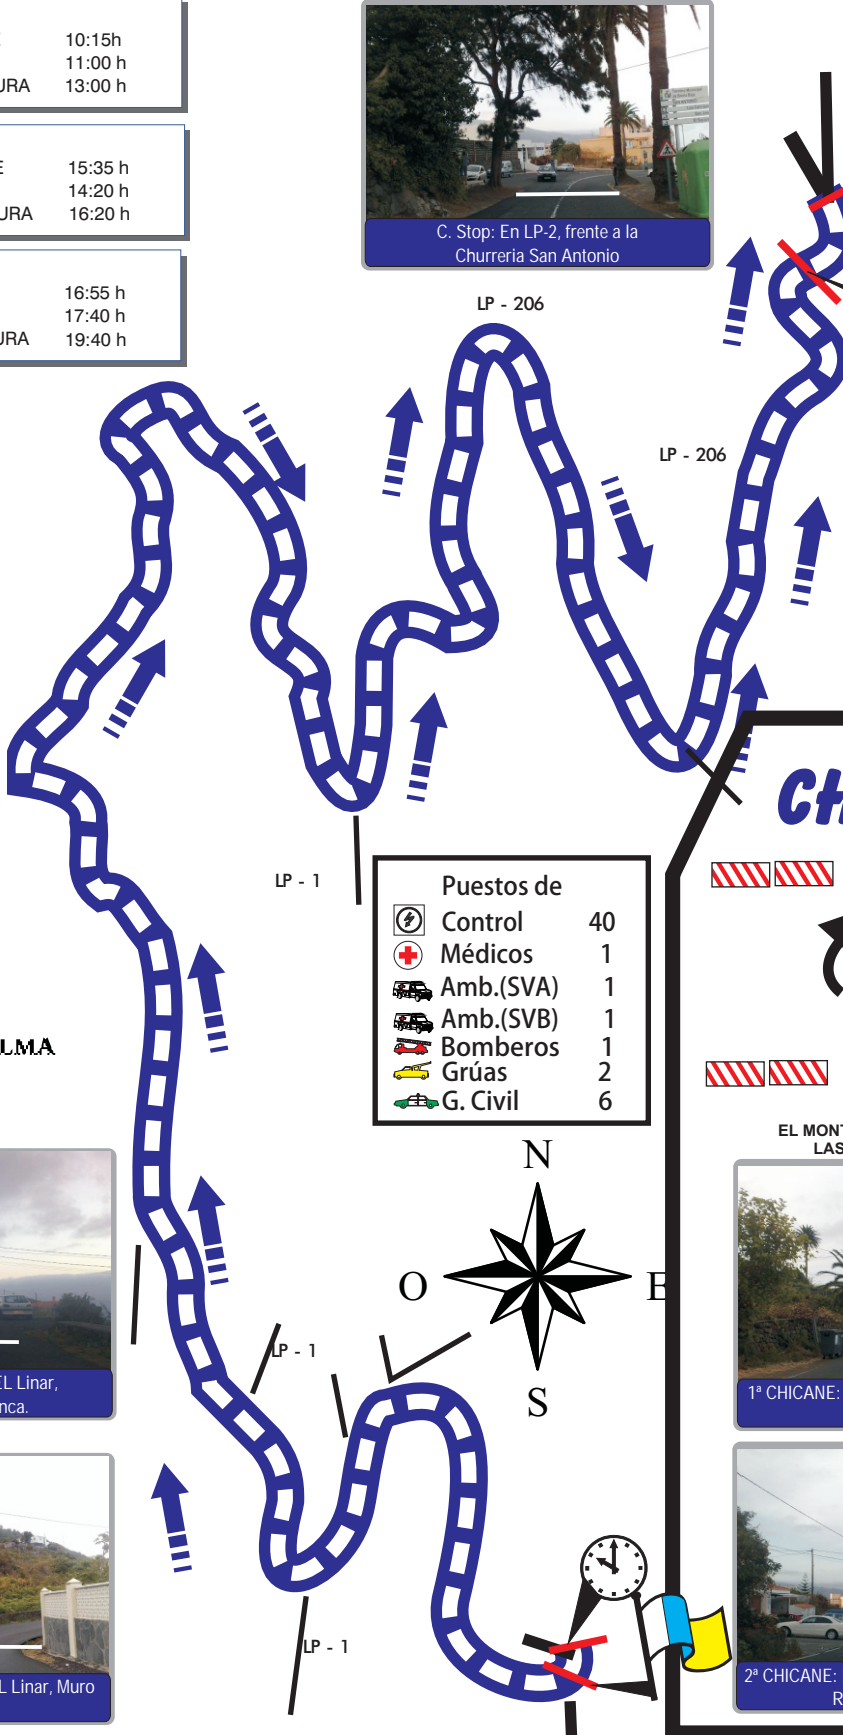 10:15h
11:00 h
URA 13:00 h
E 15:35 h
14:20 h
URA 16:20 h
16:55 h
17:40 h
URA 19:40 h
C. Stop: En LP-2, frente a la
Churreria San Antonio
LP - 206
LP - 206
LP - 1
Puestos de
Control 40
Médicos 1
Amb.(SVA) 1
Amb.(SVB) 1
Bomberos 1
Grúas 2
G. Civil 6
LMA
EL MONT
LAS
N
O
E
S
LP - 1
EL Linar,
nca.
1ª CHICANE:
LP - 1
L Linar, Muro
2ª CHICANE:
R